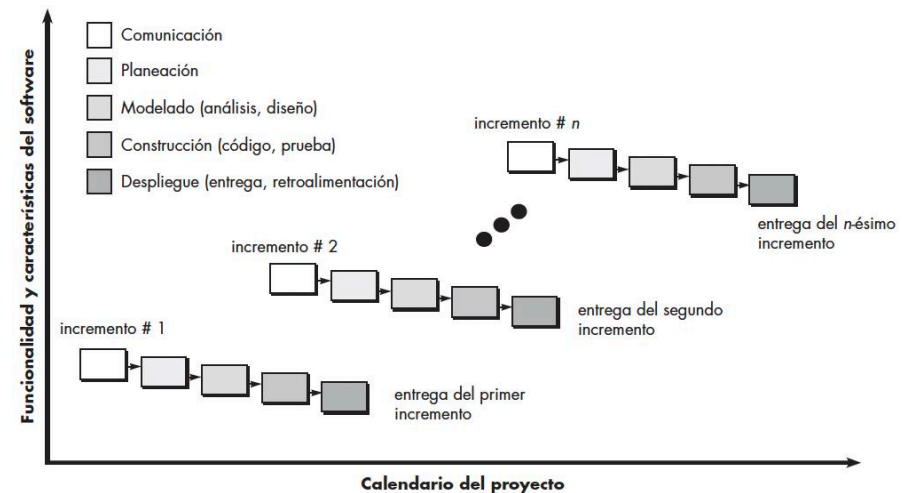 Funcionalidad y características del software
Comunicación
Planeación
Modelado (análisis, diseño)
Construcción (código, prueba)
Despliegue (entrega, retroalimentación)
incremento # n
entrega del n-ésimo
incremento
incremento # 2
entrega del segundo
incremento
incremento # 1
entrega del primer
incremento
Calendario del proyecto